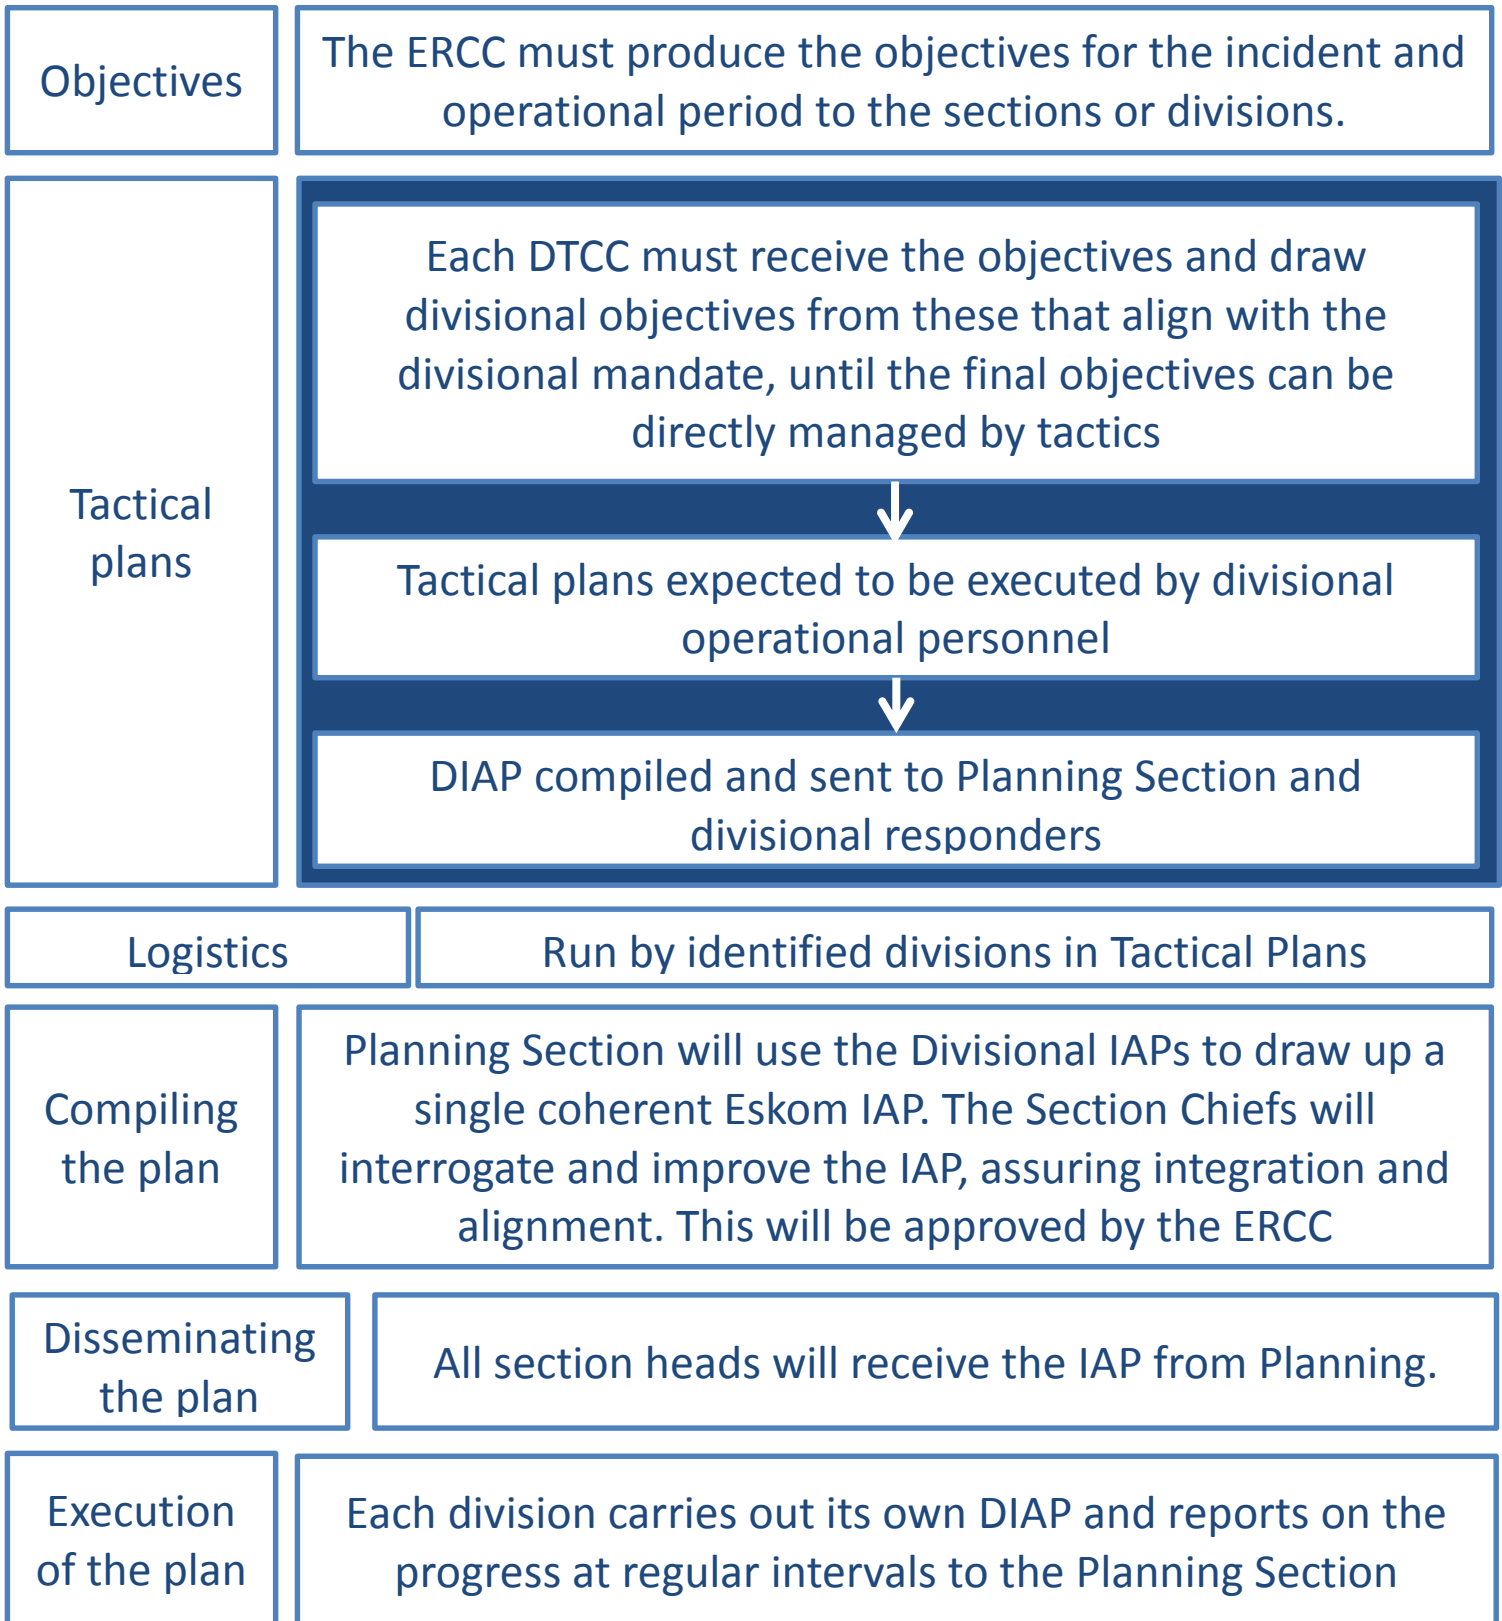 Objectives
The ERCC must produce the objectives for the incident and
operational period to the sections or divisions.
Tactical
plans
Each DTCC must receive the objectives and draw
divisional objectives from these that align with the
divisional mandate, until the final objectives can be
directly managed by tactics
Tactical plans expected to be executed by divisional
operational personnel
DIAP compiled and sent to Planning Section and
divisional responders
Logistics
Run by identified divisions in Tactical Plans
Compiling
the plan
Planning Section will use the Divisional IAPs to draw up a
single coherent Eskom IAP. The Section Chiefs will
interrogate and improve the IAP, assuring integration and
alignment. This will be approved by the ERCC
Disseminating
the plan
All section heads will receive the IAP from Planning.
Execution
of the plan
Each division carries out its own DIAP and reports on the
progress at regular intervals to the Planning Section